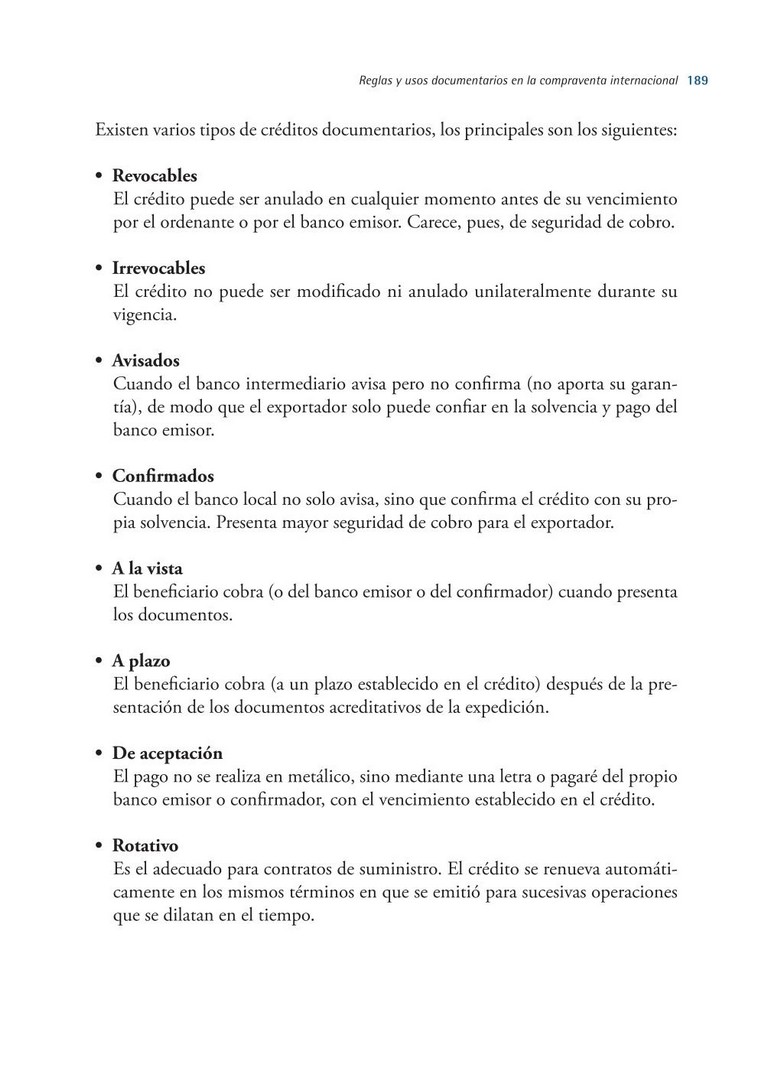 Reglas y usos documentarios en la compraventa internacional 189
Existen varios tipos de créditos documentarios, los principales son los siguientes:
• Revocables
El crédito puede ser anulado en cualquier momento antes de su vencimiento
por el ordenante o por el banco emisor. Carece, pues, de seguridad de cobro.
• Irrevocables
El crédito no puede ser modificado ni anulado unilateralmente durante su
vigencia.
• Avisados
Cuando el banco intermediario avisa pero no confirma (no aporta su garan-
tía), de modo que el exportador solo puede confiar en la solvencia y pago del
banco emisor.
• Confirmados
Cuando el banco local no solo avisa, sino que confirma el crédito con su pro-
pia solvencia. Presenta mayor seguridad de cobro para el exportador.
• A la vista
El beneficiario cobra (o del banco emisor o del confirmador) cuando presenta
los documentos.
• A plazo
El beneficiario cobra (a un plazo establecido en el crédito) después de la pre-
sentación de los documentos acreditativos de la expedición.
• De aceptación
El pago no se realiza en metálico, sino mediante una letra o pagaré del propio
banco emisor o confirmador, con el vencimiento establecido en el crédito.
• Rotativo
Es el adecuado para contratos de suministro. El crédito se renueva automáti-
camente en los mismos términos en que se emitió para sucesivas operaciones
que se dilatan en el tiempo.